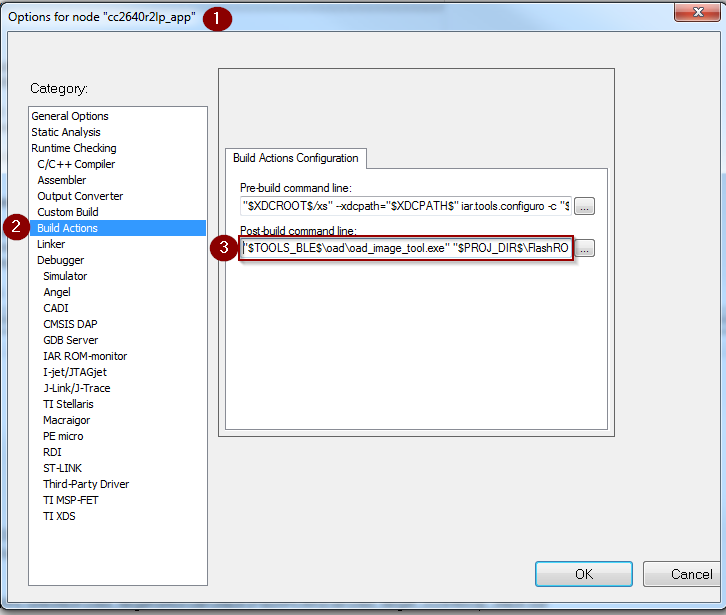 Options for node "cc2640r2lp_app"
1
Category:
General Options
Static Analysis
Runtime Checking
C/C++ Compiler
Assembler
Output Converter
Custom Build
2
Build Actions
Linker
Debugger
Simulator
Angel
CADI
CMSIS DAP
GDB Server
IAR ROM-monitor
I-jet/JTAGjet
J-Link/J-Trace
TI Stellaris
Macraigor
PE micro
RDI
ST-LINK
Third-Party Driver
TI MSP-FET
TI XDS
Build Actions Configuration
Pre-build command line:
"$XDCROOT$/xs" --xdcpath="$XDCPATH$" iar.tools.configuro -c "$
...
Post-build command line:
3
"$TOOLS_BLE$\oad\oad_image_tool.exe" "$PROJ_DIR$\FlashRO
...
OK
Cancel